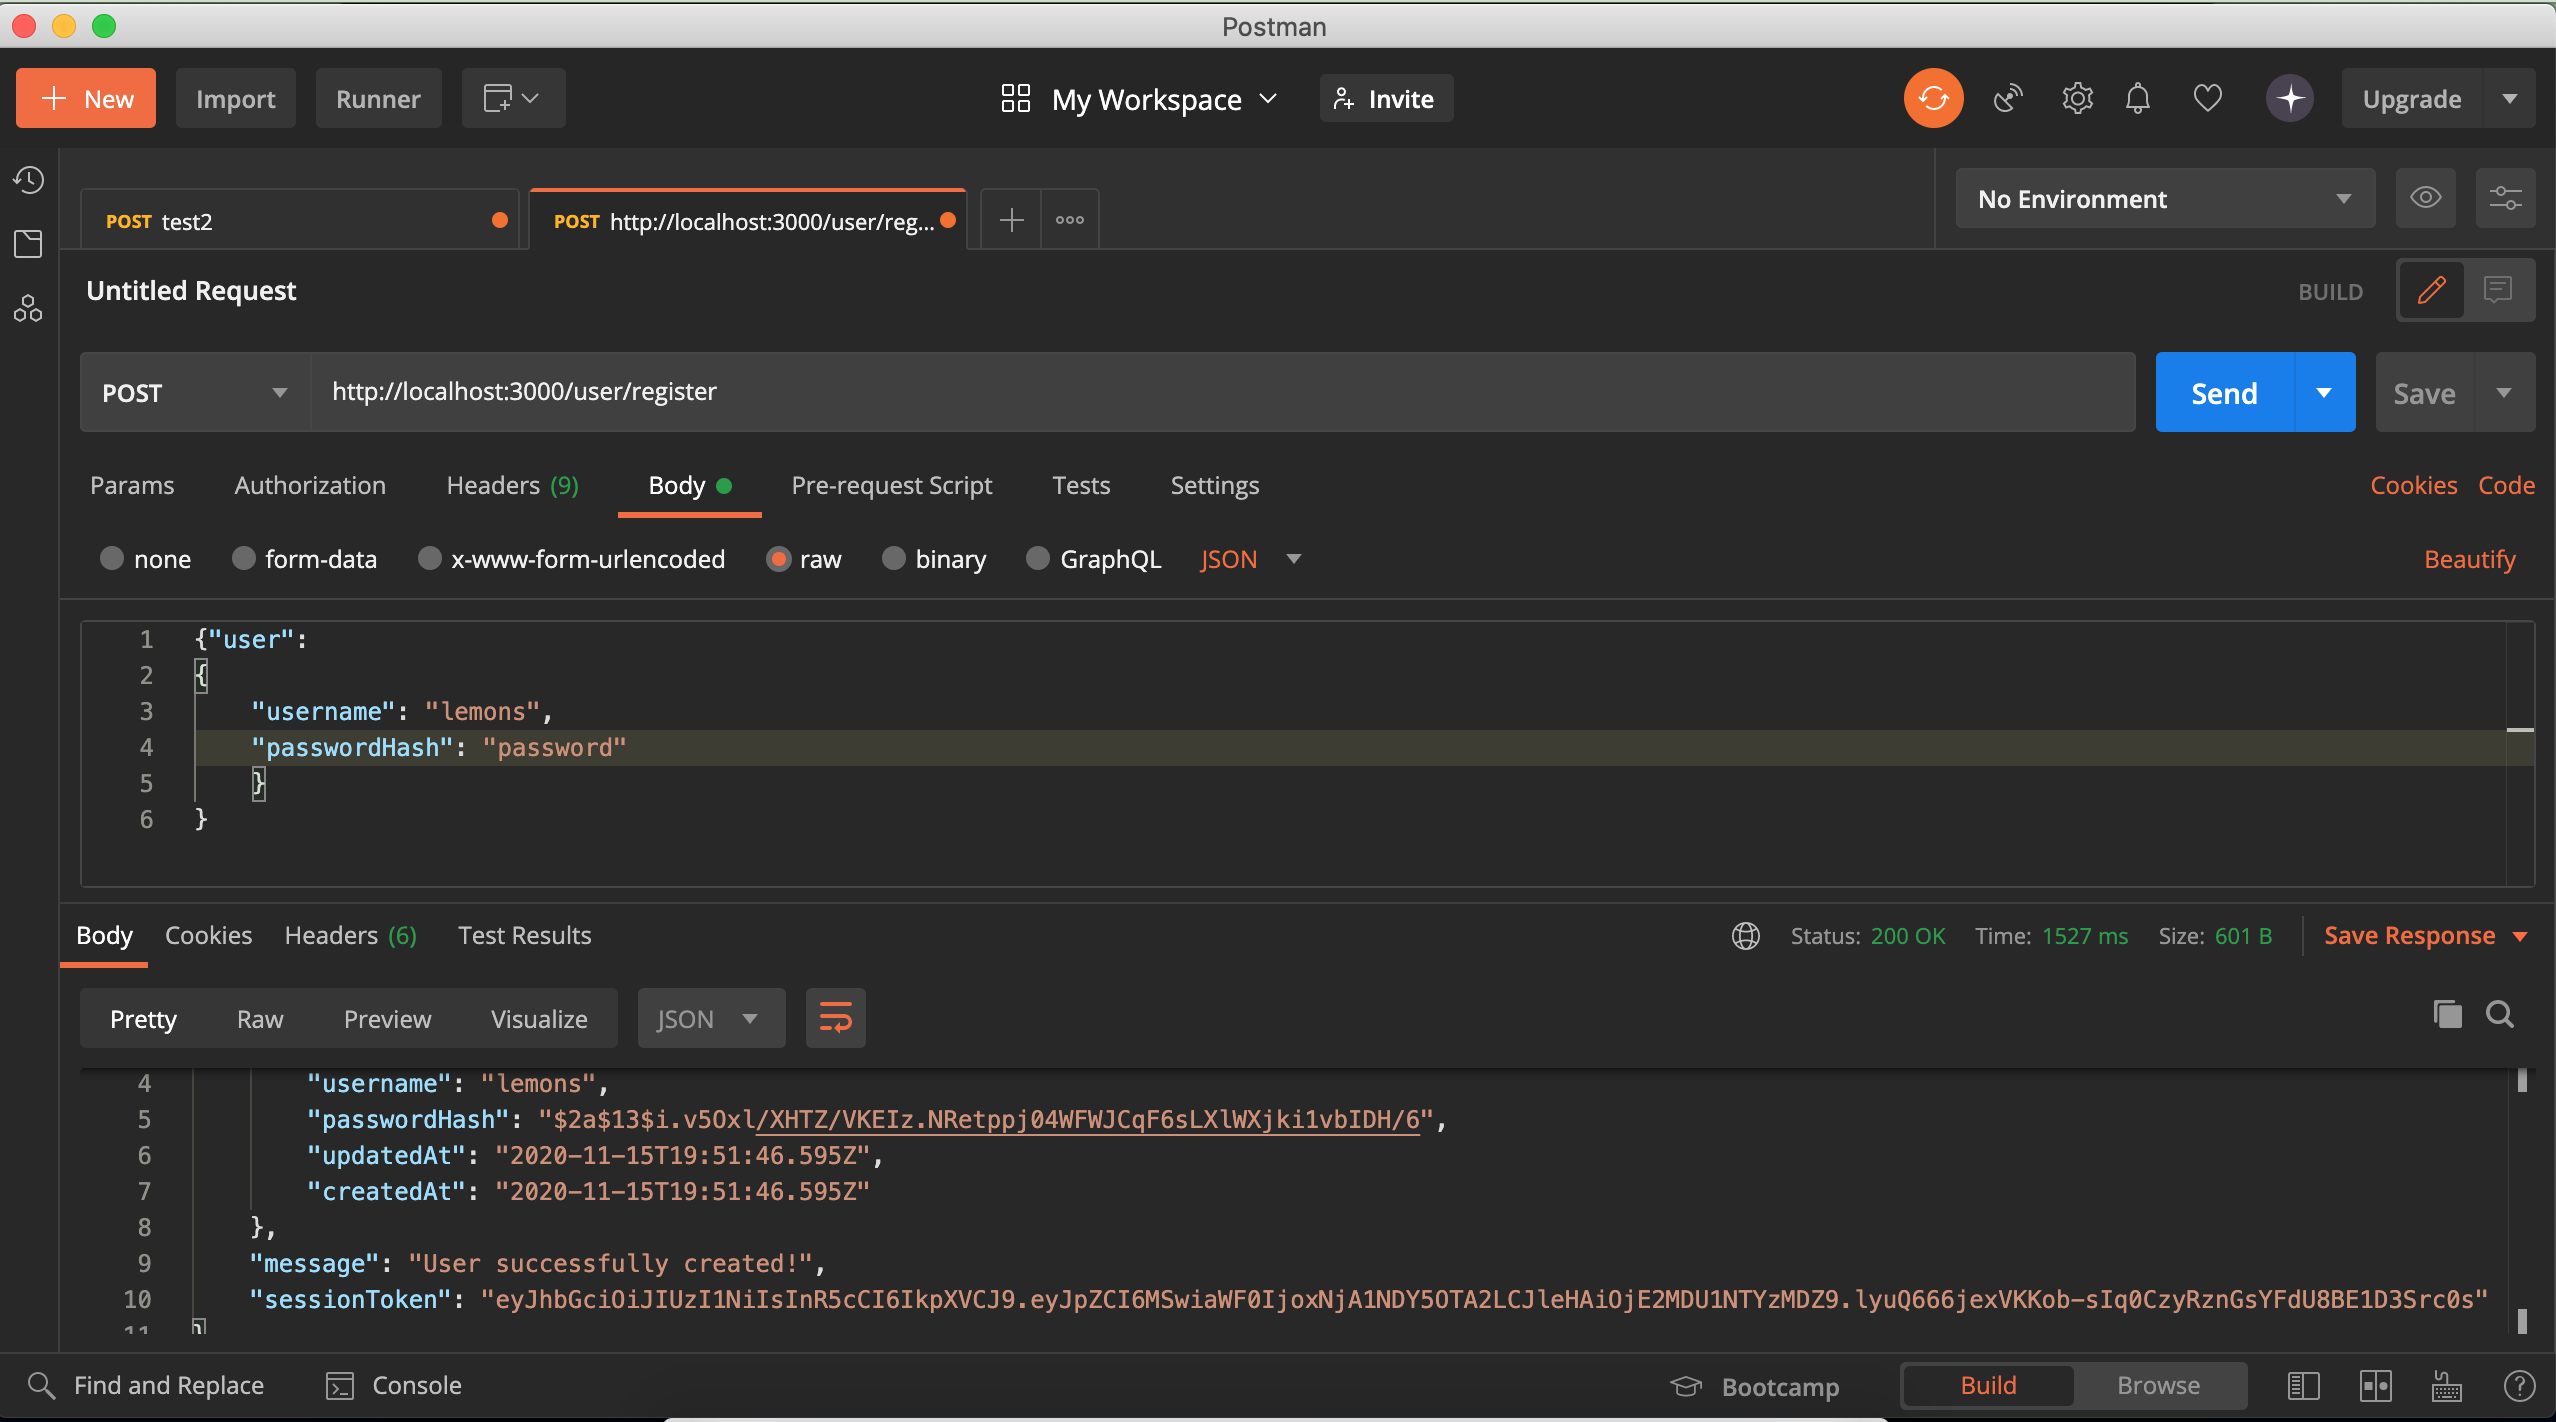 Postman
New
Import
Runner
My Workspace
Invite
Upgrade
POST test2
POST http://localhost:3000/user/reg...
No Environment
Untitled Request
BUILD
POST
http://localhost:3000/user/register
Send
Save
Params
Authorization
Headers (9)
Body
Pre-request Script
Tests
Settings
Cookies
Code
none
form-data
x-www-form-urlencoded
raw
binary
GraphQL
JSON
Beautify
1 {"user":
2 {
3 "username": "lemons",
4 "passwordHash": "password"
5 }
6 }
Body
Cookies
Headers (6)
Test Results
Status: 200 OK
Time: 1527 ms
Size: 601 B
Save Response
Pretty
Raw
Preview
Visualize
JSON
4 "username": "lemons",
5 "passwordHash": "$2a$13$i.v5Oxl/XHTZ/VKEIz.NRetppj04WFWJCqF6sLXlWXjki1vbIDH/6",
6 "updatedAt": "2020-11-15T19:51:46.595Z",
7 "createdAt": "2020-11-15T19:51:46.595Z"
8 },
9 "message": "User successfully created!",
10 "sessionToken": "eyJhbGciOiJIUzI1NiIsInR5cCI6IkpXVCJ9.eyJpZCI6MSwiaWF0IjoxNjA1NDY5OTA2LCJleHAiOjE2MDU1NTYzMDZ9.lyuQ666jexVKKob-sIq0CzyRznGsYFdU8BE1D3Src0s"
11 }
Find and Replace
Console
Bootcamp
Build
Browse